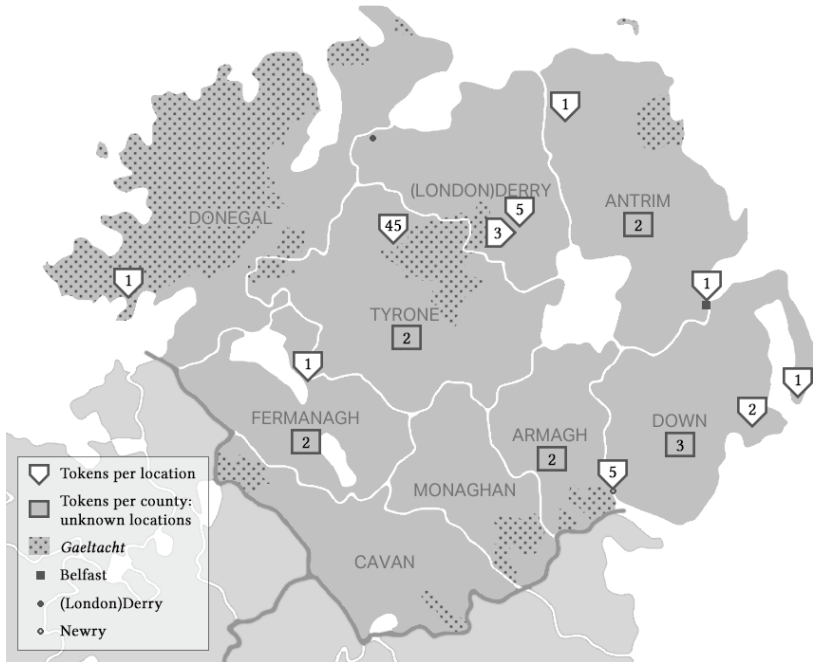 1
(LONDON)DERRY
5
ANTRIM
2
DONEGAL
45
3
1
1
TYRONE
2
1
1
FERMANAGH
2
ARMAGH
2
DOWN
3
2
5
MONAGHAN
CAVAN
Tokens per location
Tokens per county:
unknown locations
Gaeltacht
Belfast
(London)Derry
Newry